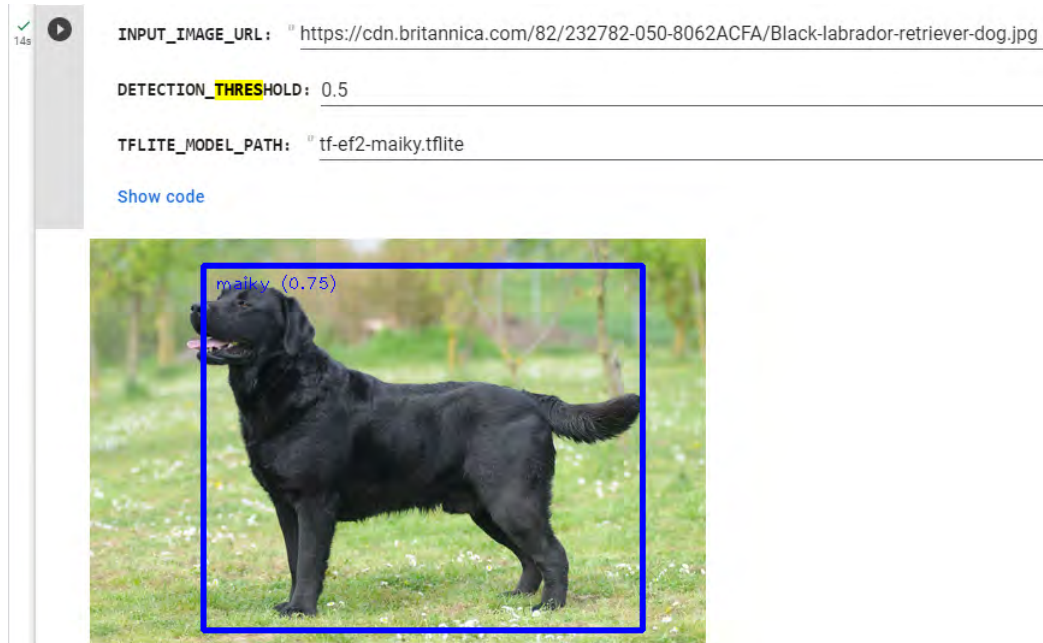 14s
INPUT_IMAGE_URL: " https://cdn.britannica.com/82/232782-050-8062ACFA/Black-labrador-retriever-dog.jpg
DETECTION_THRESHOLD: 0.5
TFLITE_MODEL_PATH: " tf-ef2-maiky.tflite
Show code
maiky (0.75)